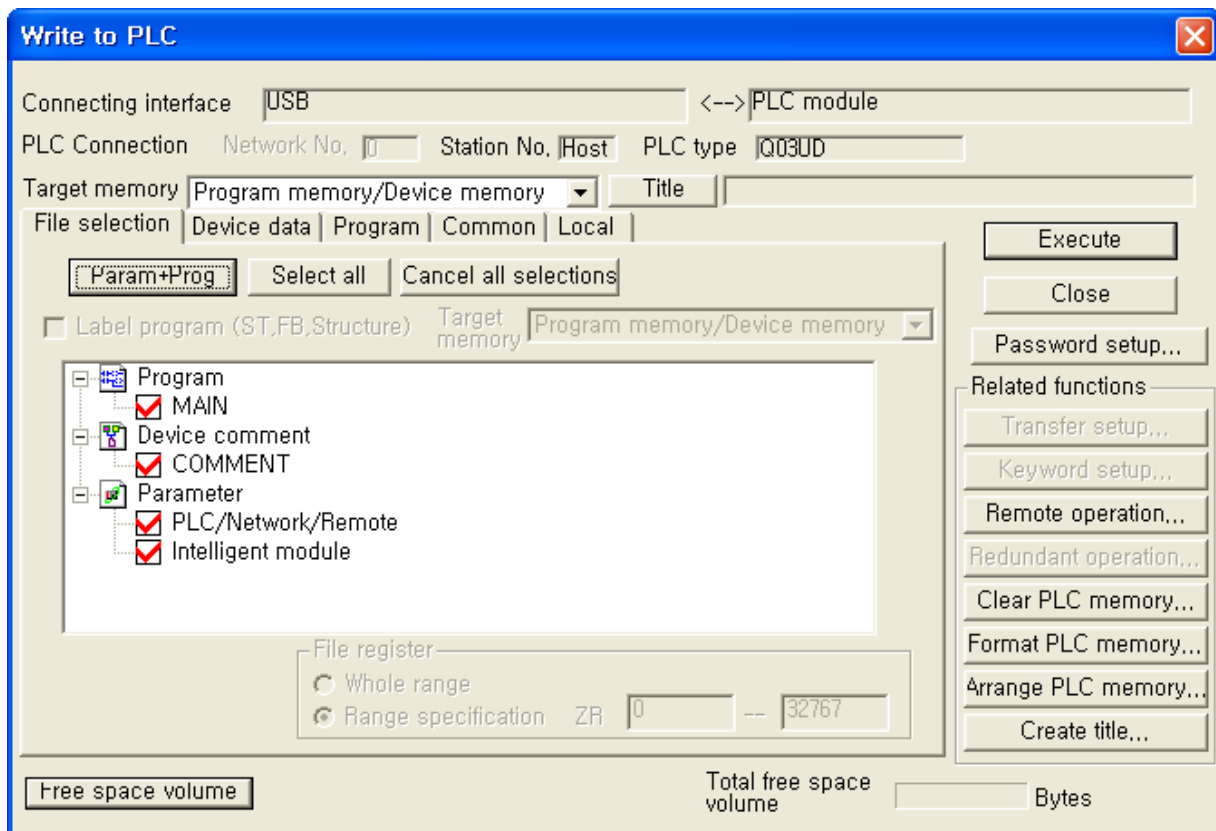 Write to PLC
Connecting interface USB <--> PLC module
PLC Connection Network No, 0 Station No, Host PLC type Q03UD
Target memory Program memory/Device memory Title
File selection Device data Program Common Local
Param+Prog Select all Cancel all selections
Label program (ST,FB,Structure) Target memory Program memory/Device memory
Program
MAIN
Device comment
COMMENT
Parameter
PLC/Network/Remote
Intelligent module
File register
Whole range
Range specification ZR 0 -- 32767
Execute
Close
Password setup,,,
Related functions
Transfer setup,,,
Keyword setup,,,
Remote operation,,,
Redundant operation,,,
Clear PLC memory,,,
Format PLC memory,,,
Arrange PLC memory,,,
Create title,,,
Free space volume Total free space volume Bytes